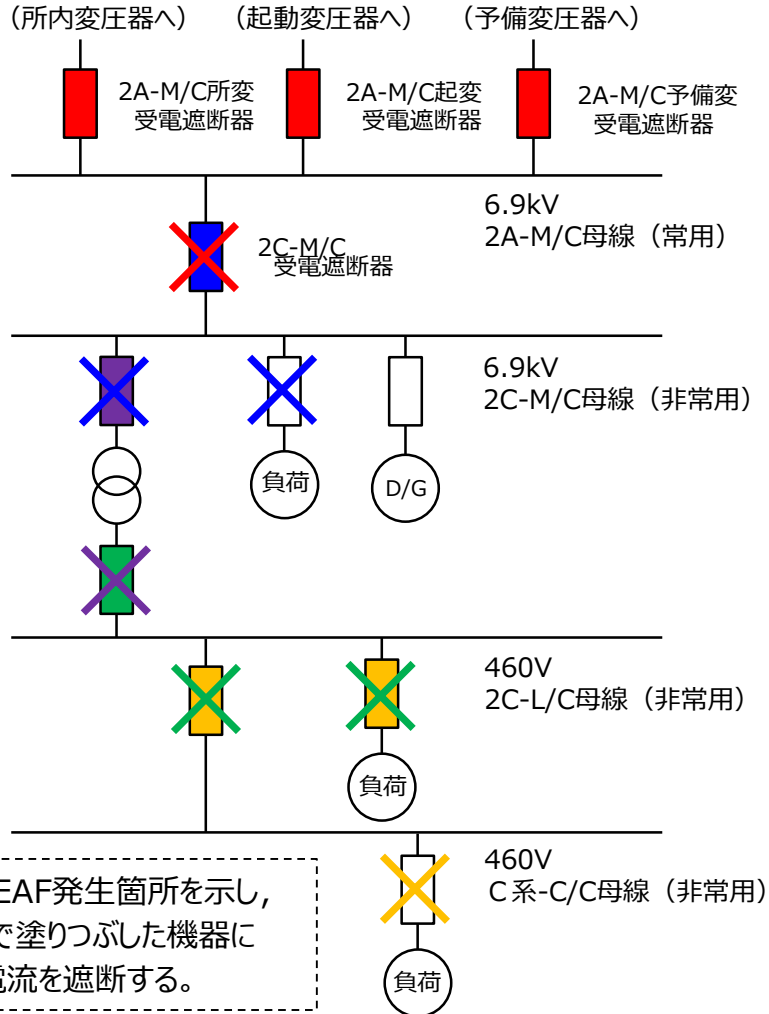 （所内変圧器へ）
（起動変圧器へ）
（予備変圧器へ）
2A-M/C所変
受電遮断器
2A-M/C起変
受電遮断器
2A-M/C予備変
受電遮断器
6.9kV
2A-M/C母線（常用）
2C-M/C
受電遮断器
6.9kV
2C-M/C母線（非常用）
負荷
D/G
460V
2C-L/C母線（非常用）
負荷
460V
C系-C/C母線（非常用）
EAF発生箇所を示し，
で塗りつぶした機器に
電流を遮断する。
負荷